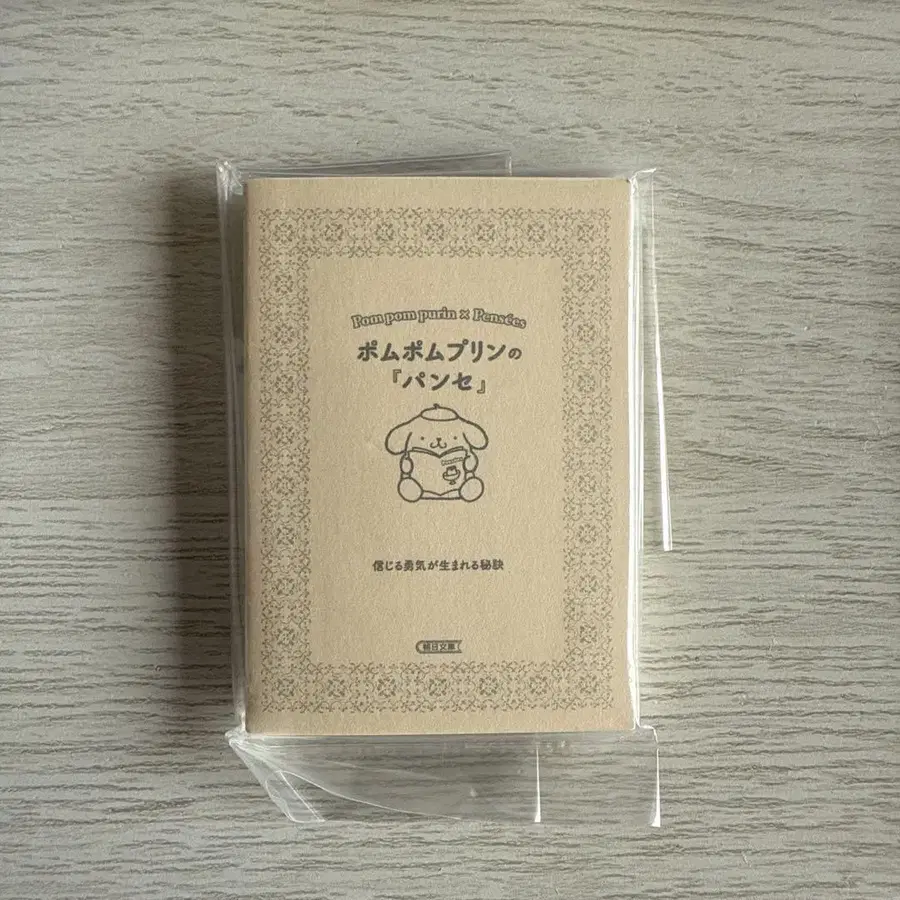 Pom pom purin × Pensées
ポムポムプリンの
『パンセ』
Pensées
信じる勇気が生まれる秘訣
朝日文庫